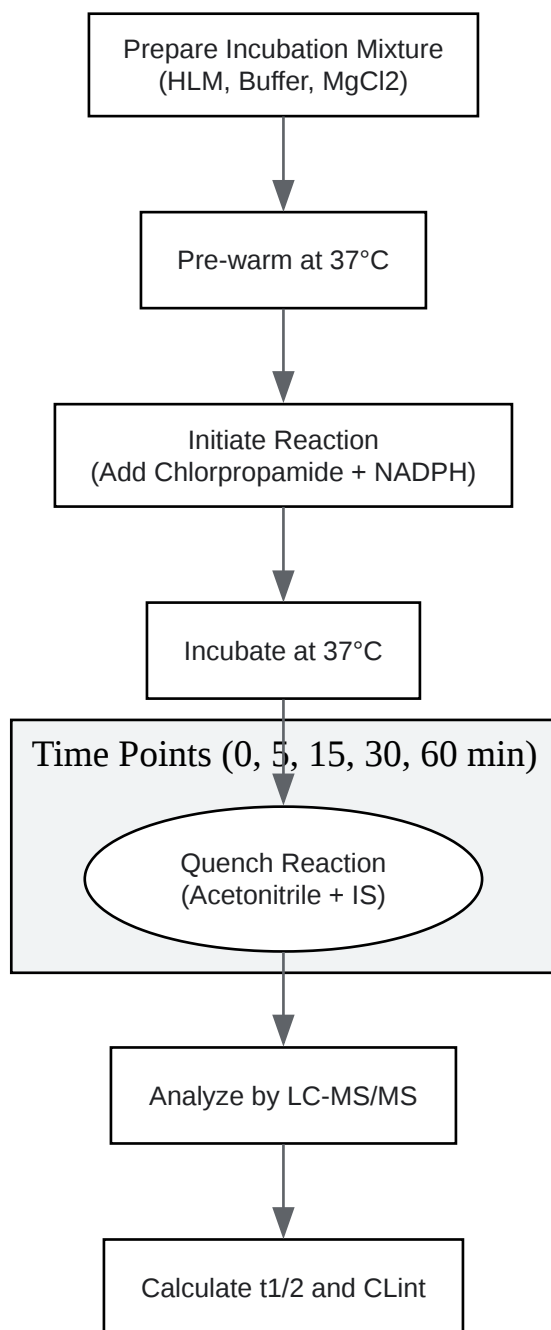 Prepare Incubation Mixture
(HLM, Buffer, MgCl2)
Pre-warm at 37°C
Initiate Reaction
(Add Chlorpropamide + NADPH)
Incubate at 37°C
Time Points (0, 5, 15, 30, 60 min)
Quench Reaction
(Acetonitrile + IS)
Analyze by LC-MS/MS
Calculate t1/2 and CLint